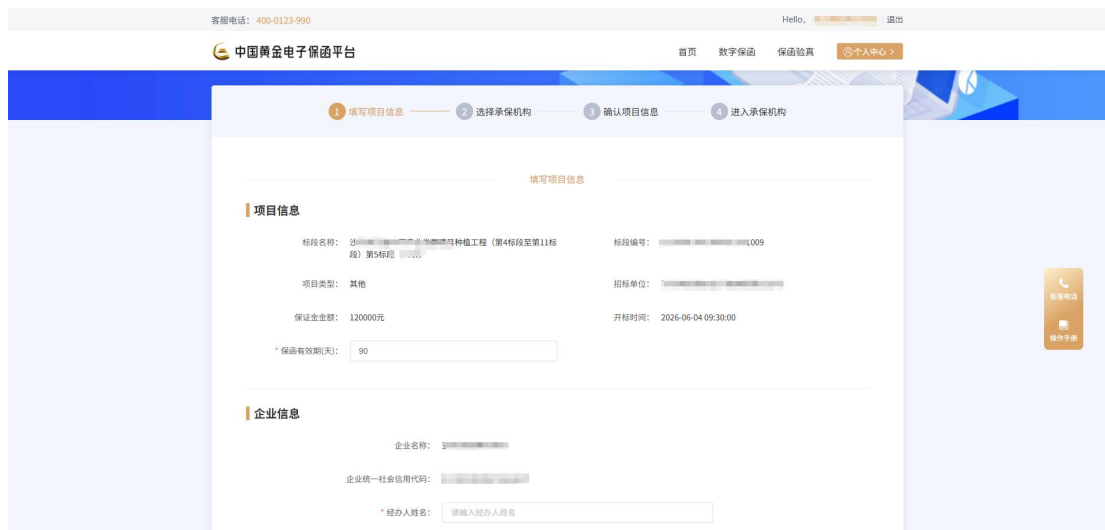 客服电话： 400-0123-990
Hello,
退出
中国黄金电子保函平台
首页 数字保函 保函验真 个人中心 >
1 填写项目信息 2 选择承保机构 3 确认项目信息 4 进入承保机构
填写项目信息
项目信息
标段名称： 种植工程（第4标段至第11标
段）第5标段
标段编号： 009
项目类型： 其他
招标单位：
保证金金额： 120000元
开标时间： 2026-06-04 09:30:00
* 保函有效期(天)： 90
客服电话
操作手册
企业信息
企业名称：
企业统一社会信用代码：
* 经办人姓名： 请输入经办人姓名